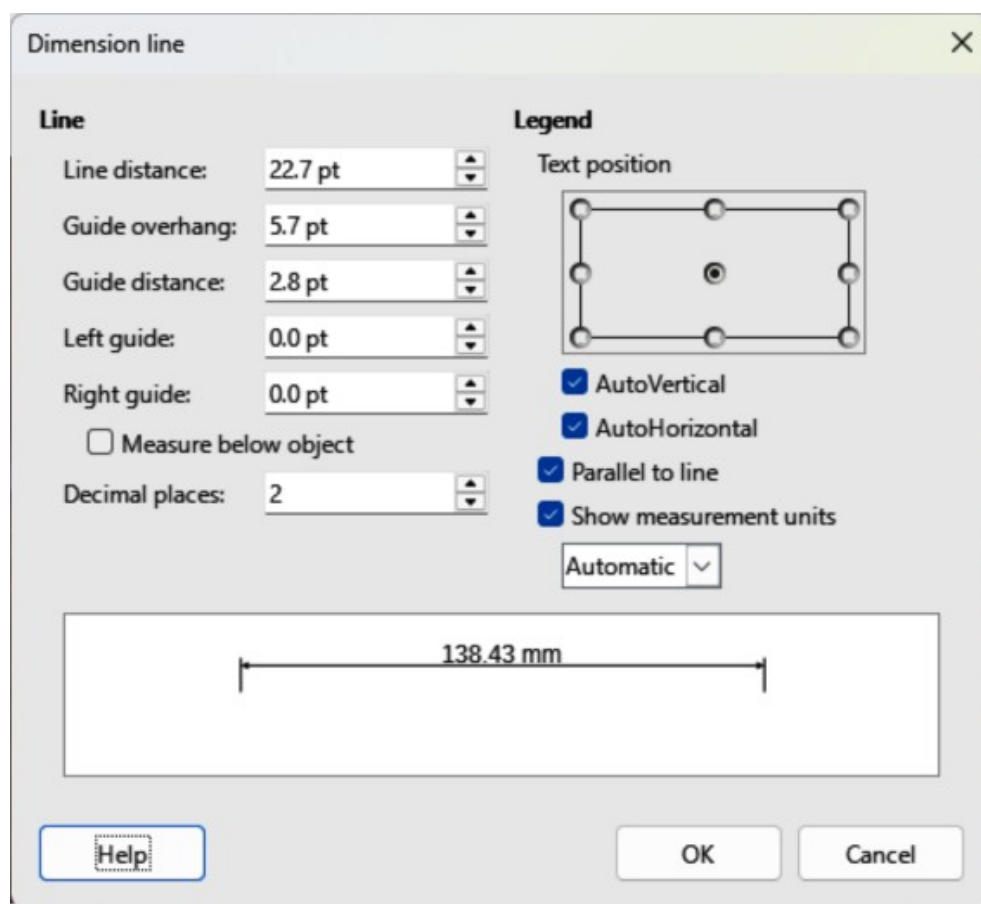 Dimension line
Line
Line distance: 22.7 pt
Guide overhang: 5.7 pt
Guide distance: 2.8 pt
Left guide: 0.0 pt
Right guide: 0.0 pt
Measure below object
Decimal places: 2
Legend
Text position
AutoVertical
AutoHorizontal
Parallel to line
Show measurement units
Automatic
138.43 mm
Help
OK
Cancel